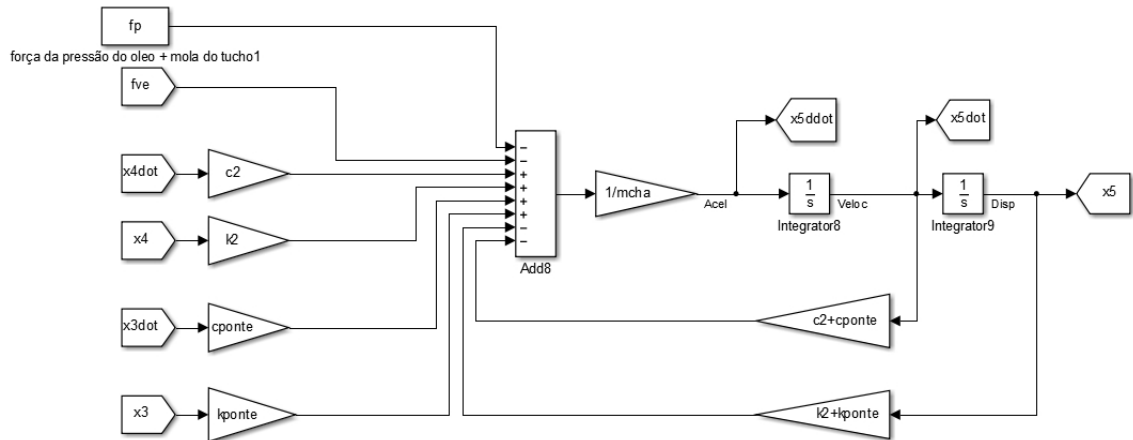 fp
força da pressão do oleo + mola do tucho1
fve
x4dot
c2
x4
k2
x3dot
cponte
x3
kponte
−
−
+
+
+
+
−
−
Add8
1/mcha
Acel
x5ddot
1
s
Integrator8
Veloc
x5dot
1
s
Integrator9
Disp
x5
c2+cponte
k2+kponte